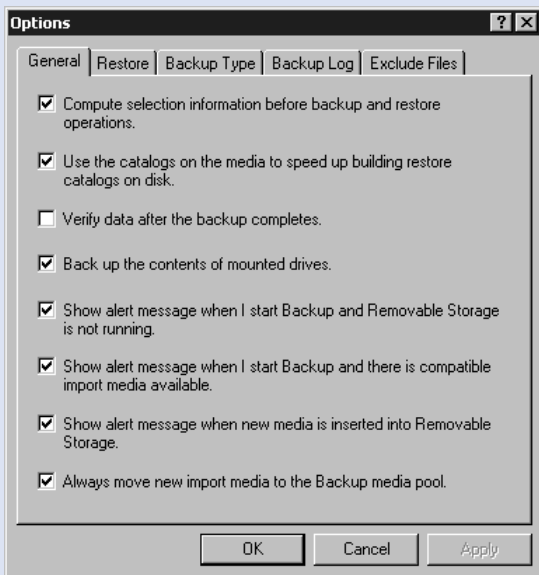 Options
General Restore Backup Type Backup Log Exclude Files
Compute selection information before backup and restore
operations.
Use the catalogs on the media to speed up building restore
catalogs on disk.
Verify data after the backup completes.
Back up the contents of mounted drives.
Show alert message when I start Backup and Removable Storage
is not running.
Show alert message when I start Backup and there is compatible
import media available.
Show alert message when new media is inserted into Removable
Storage.
Always move new import media to the Backup media pool.
OK Cancel Apply